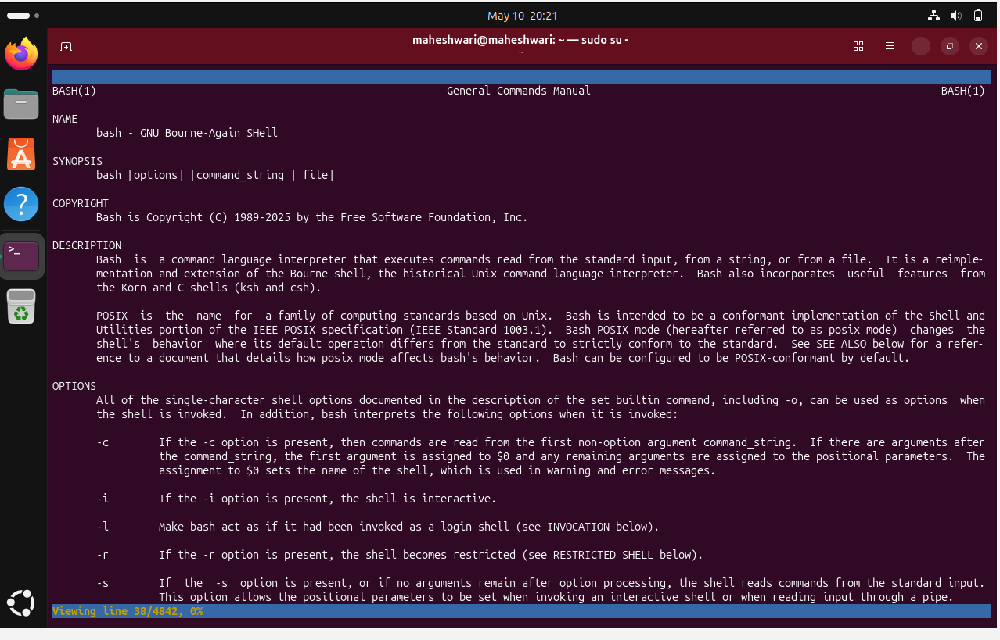 May 10 20:21
maheshwari@maheshwari: ~ — sudo su -
~
BASH(1) General Commands Manual BASH(1)
NAME
bash - GNU Bourne-Again SHell
SYNOPSIS
bash [options] [command_string | file]
COPYRIGHT
Bash is Copyright (C) 1989-2025 by the Free Software Foundation, Inc.
DESCRIPTION
Bash is a command language interpreter that executes commands read from the standard input, from a string, or from a file. It is a reimple-
mentation and extension of the Bourne shell, the historical Unix command language interpreter. Bash also incorporates useful features from
the Korn and C shells (ksh and csh).
POSIX is the name for a family of computing standards based on Unix. Bash is intended to be a conformant implementation of the Shell and
Utilities portion of the IEEE POSIX specification (IEEE Standard 1003.1). Bash POSIX mode (hereafter referred to as posix mode) changes the
shell's behavior where its default operation differs from the standard to strictly conform to the standard. See SEE ALSO below for a refer-
ence to a document that details how posix mode affects bash's behavior. Bash can be configured to be POSIX-conformant by default.
OPTIONS
All of the single-character shell options documented in the description of the set builtin command, including -o, can be used as options when
the shell is invoked. In addition, bash interprets the following options when it is invoked:
-c If the -c option is present, then commands are read from the first non-option argument command_string. If there are arguments after
the command_string, the first argument is assigned to $0 and any remaining arguments are assigned to the positional parameters. The
assignment to $0 sets the name of the shell, which is used in warning and error messages.
-i If the -i option is present, the shell is interactive.
-l Make bash act as if it had been invoked as a login shell (see INVOCATION below).
-r If the -r option is present, the shell becomes restricted (see RESTRICTED SHELL below).
-s If the -s option is present, or if no arguments remain after option processing, the shell reads commands from the standard input.
This option allows the positional parameters to be set when invoking an interactive shell or when reading input through a pipe.
Viewing line 38/4842, 0%